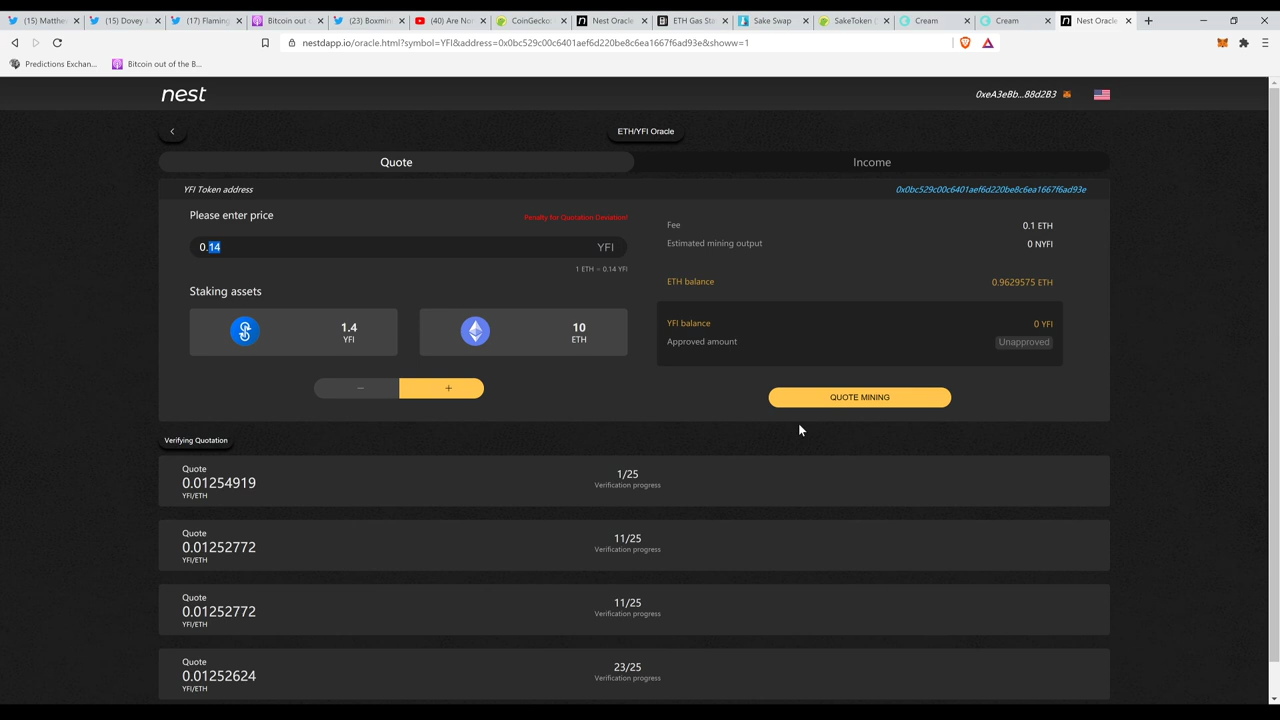 (15) Matthew
(15) Dovey
(17) Flaming
Bitcoin out o
(23) Boxmini
(40) Are No
CoinGecko:
Nest Oracle
ETH Gas Sta
Sake Swap
SakeToken (
Cream
Cream
Nest Oracle
nestdapp.io/oracle.html?symbol=YFI&address=0x0bc529c00c6401aef6d220be8c6ea1667f6ad93e&showw=1
Predictions Exchan...
Bitcoin out of the B...
nest
0xeA3eBb...88d2B3
ETH/YFI Oracle
Quote
Income
YFI Token address
0x0bc529c00c6401aef6d220be8c6ea1667f6ad93e
Please enter price
Penalty for Quotation Deviation!
0.14
YFI
1 ETH = 0.14 YFI
Staking assets
1.4
YFI
10
ETH
−
+
Fee
0.1 ETH
Estimated mining output
0 NYFI
ETH balance
0.9629575 ETH
YFI balance
0 YFI
Approved amount
Unapproved
QUOTE MINING
Verifying Quotation
Quote
0.01254919
YFI/ETH
1/25
Verification progress
Quote
0.01252772
YFI/ETH
11/25
Verification progress
Quote
0.01252772
YFI/ETH
11/25
Verification progress
Quote
0.01252624
YFI/ETH
23/25
Verification progress